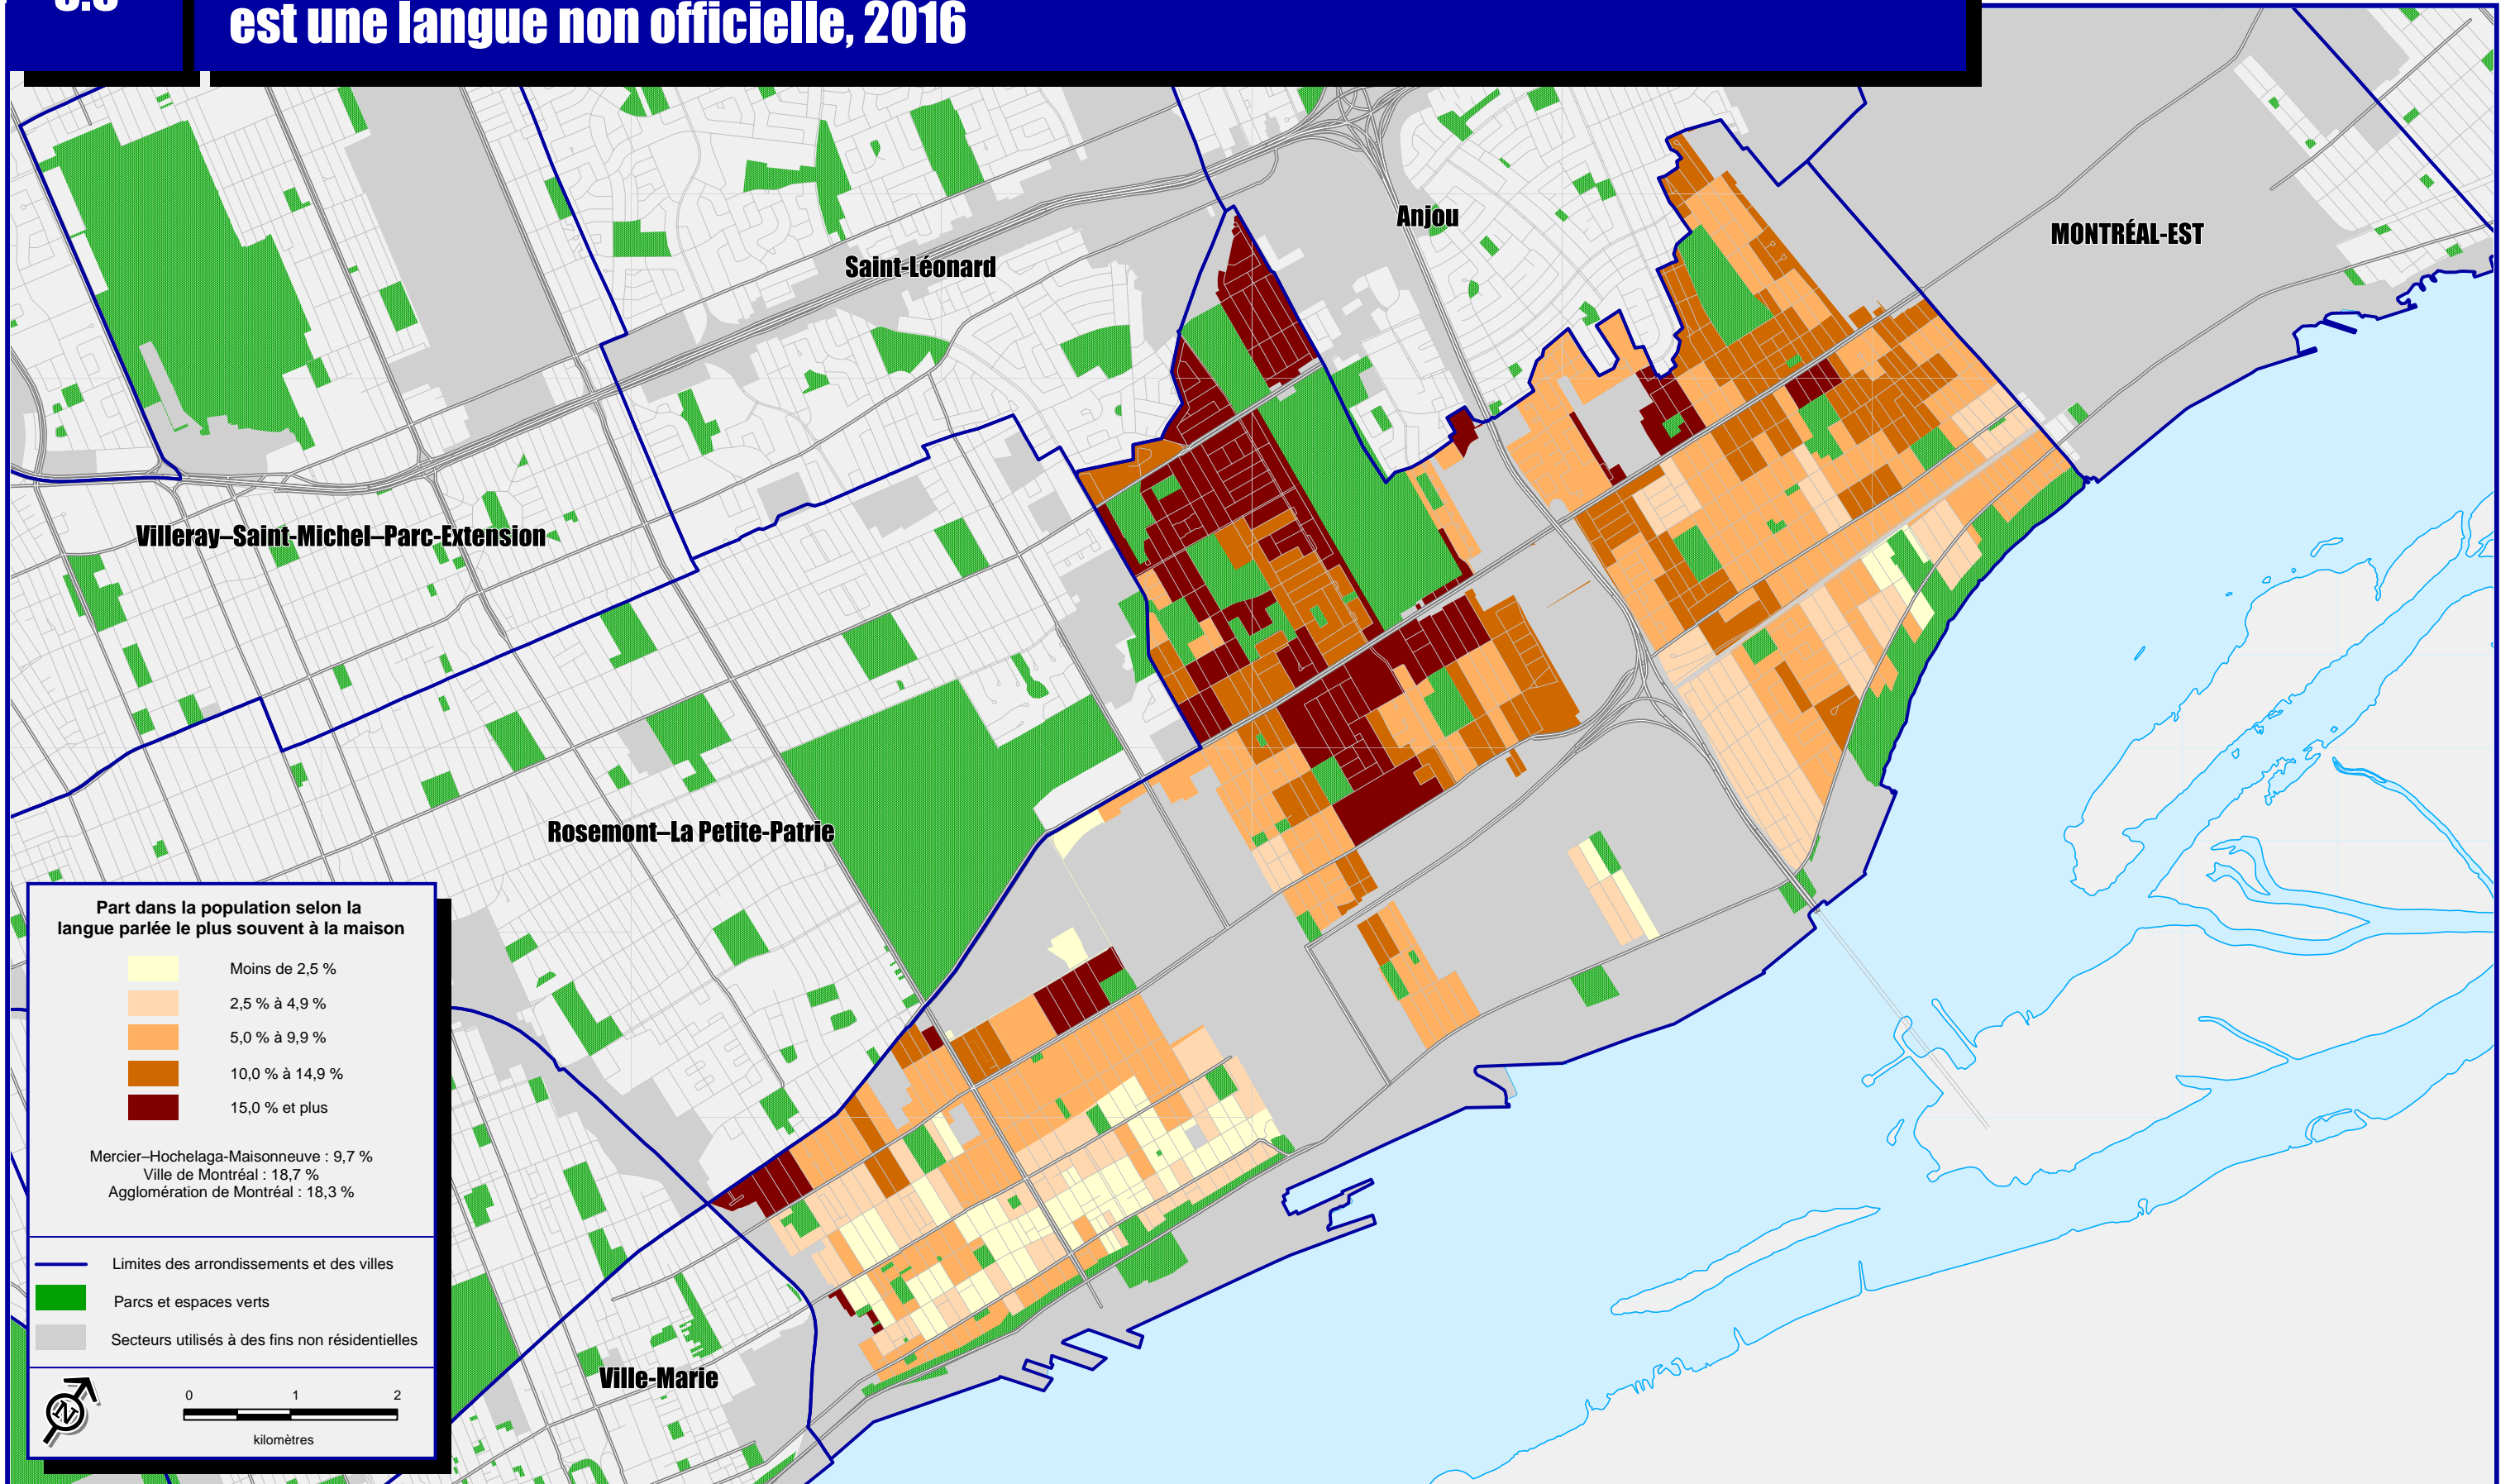 est une langue non officielle, 2016
Anjou
MONTRÉAL-EST
Saint-Léonard
Villeray–Saint-Michel–Parc-Extension
Rosemont–La Petite-Patrie
Ville-Marie
Part dans la population selon la
langue parlée le plus souvent à la maison
Moins de 2,5 %
2,5 % à 4,9 %
5,0 % à 9,9 %
10,0 % à 14,9 %
15,0 % et plus
Mercier–Hochelaga-Maisonneuve : 9,7 %
Ville de Montréal : 18,7 %
Agglomération de Montréal : 18,3 %
Limites des arrondissements et des villes
Parcs et espaces verts
Secteurs utilisés à des fins non résidentielles
N
0 1 2
kilomètres